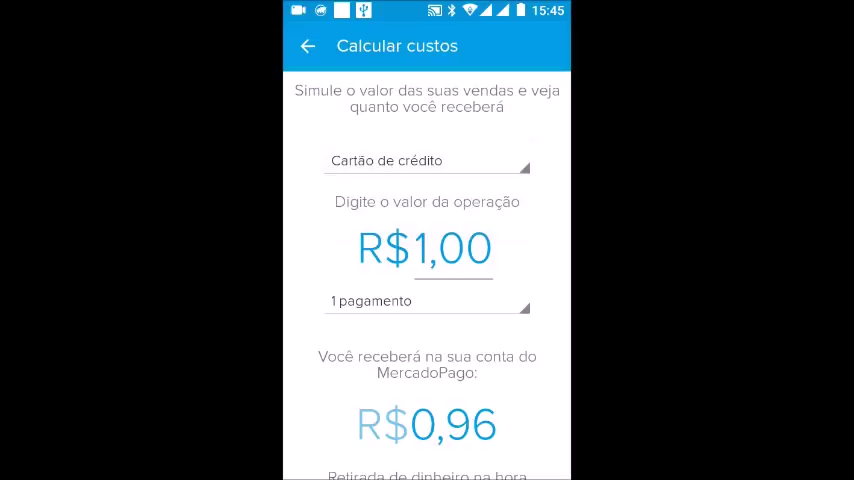 15:45
Calcular custos
Simule o valor das suas vendas e veja
quanto você receberá
Cartão de crédito
Digite o valor da operação
R$1,00
1 pagamento
Você receberá na sua conta do
MercadoPago:
R$0,96
Retirada de dinheiro na hora